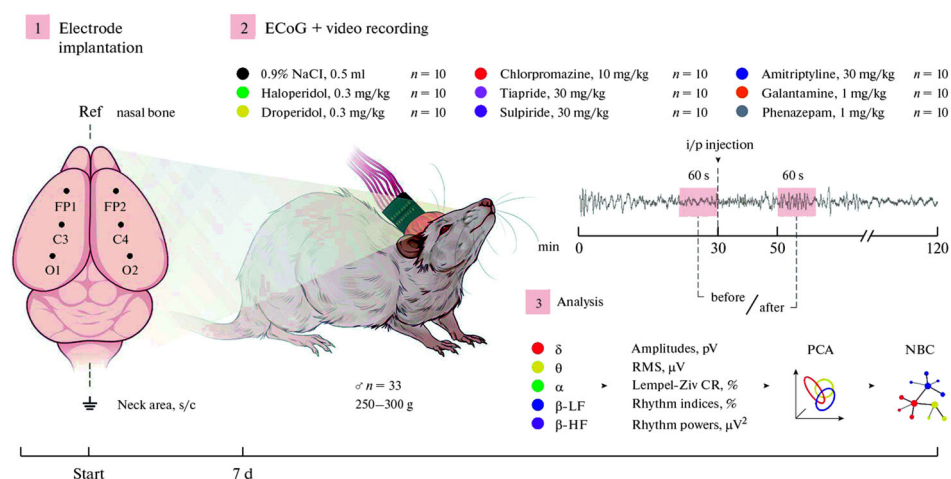 1 Electrode implantation
2 ECoG + video recording
0.9% NaCI, 0.5 ml n = 10
Haloperidol, 0.3 mg/kg n = 10
Droperidol, 0.3 mg/kg n = 10
Chlorpromazine, 10 mg/kg n = 10
Tiapride, 30 mg/kg n = 10
Sulpiride, 30 mg/kg n = 10
Amitriptyline, 30 mg/kg n = 10
Galantamine, 1 mg/kg n = 10
Phenazepam, 1 mg/kg n = 10
Ref nasal bone
FP1 FP2
C3 C4
O1 O2
Neck area, s/c
♂ n = 33
250–300 g
i/p injection
60 s 60 s
min
0 30 50 120
before / after
3 Analysis
δ Amplitudes, pV
θ RMS, μV
α Lempel-Ziv CR, %
β-LF Rhythm indices, %
β-HF Rhythm powers, μV²
PCA NBC
Start 7 d